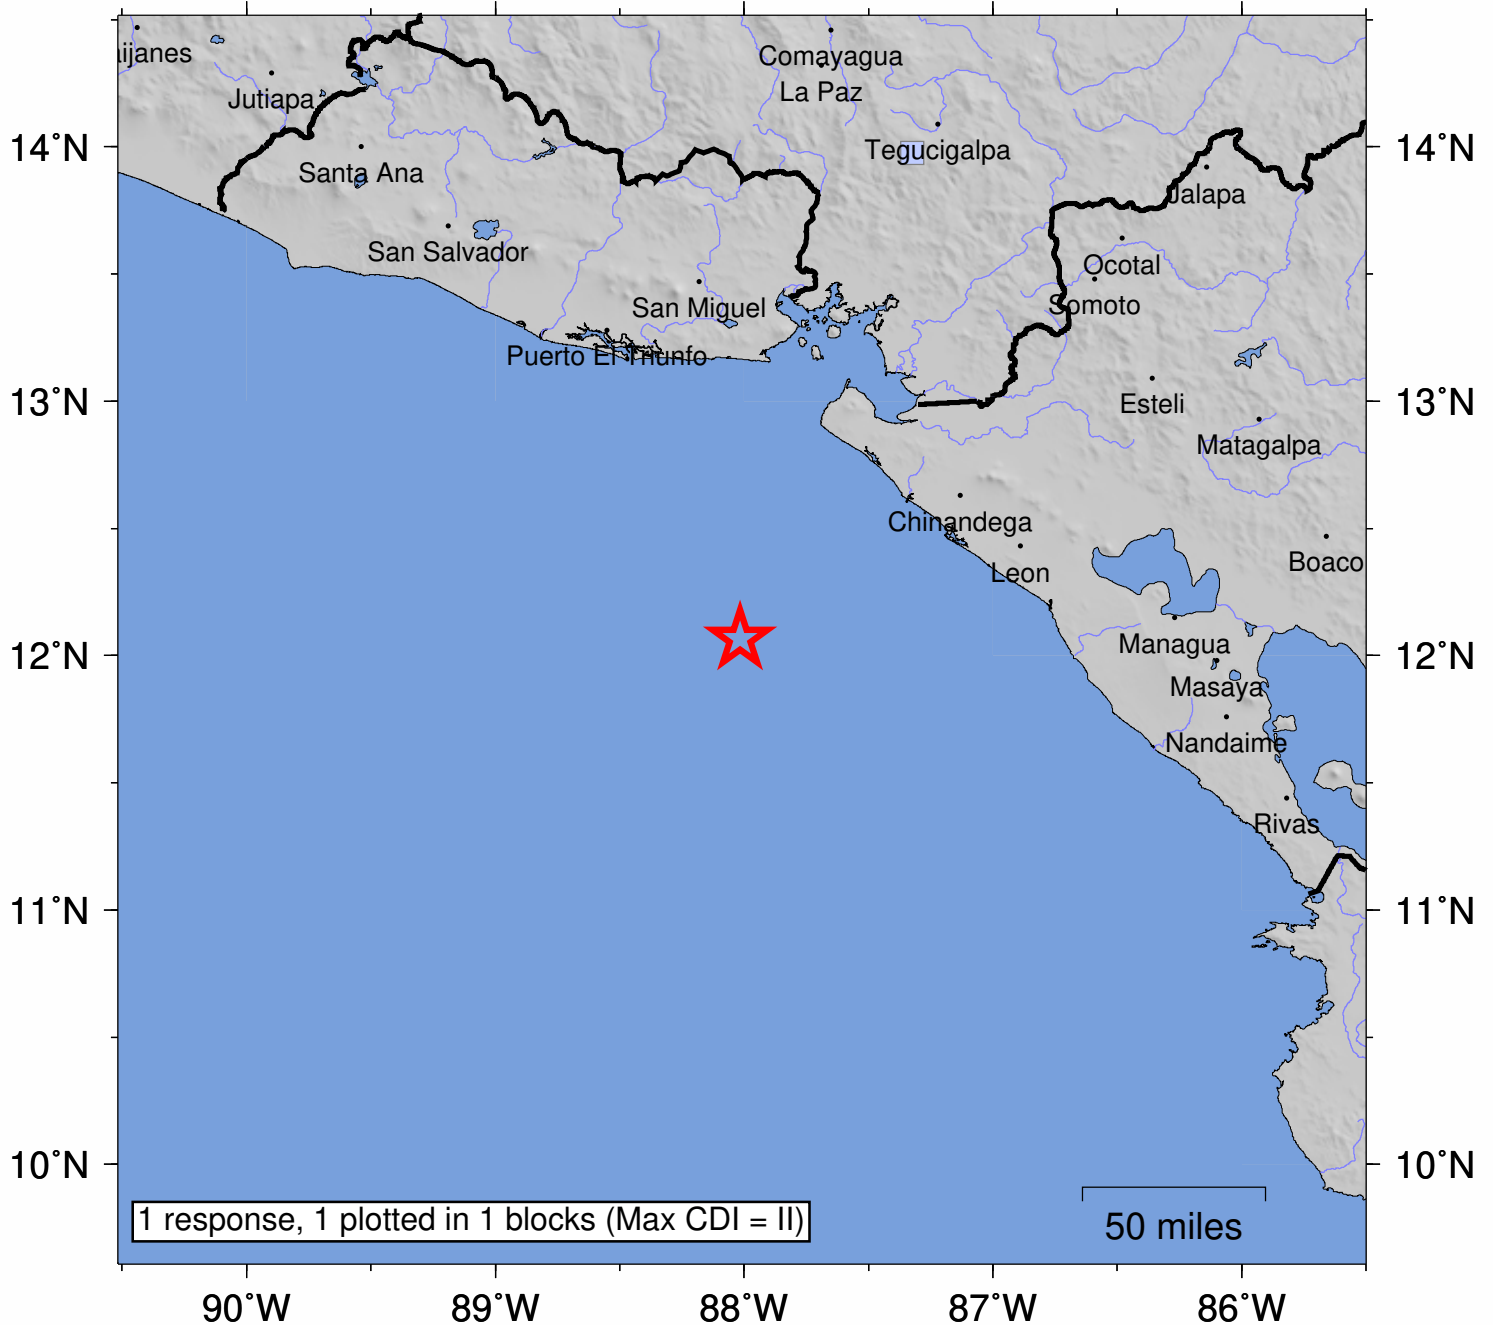 Comayagua
ijanes
La Paz
Jutiapa
14°N
14°N
Tegucigalpa
Santa Ana
Jalapa
San Salvador
Ocotal
San Miguel
Somoto
Puerto El Triunfo
13°N
13°N
Esteli
Matagalpa
Chinandega
Boaco
Leon
Managua
12°N
12°N
Masaya
Nandaime
Rivas
11°N
11°N
10°N
10°N
1 response, 1 plotted in 1 blocks (Max CDI = II)
50 miles
90°W
89°W
88°W
87°W
86°W